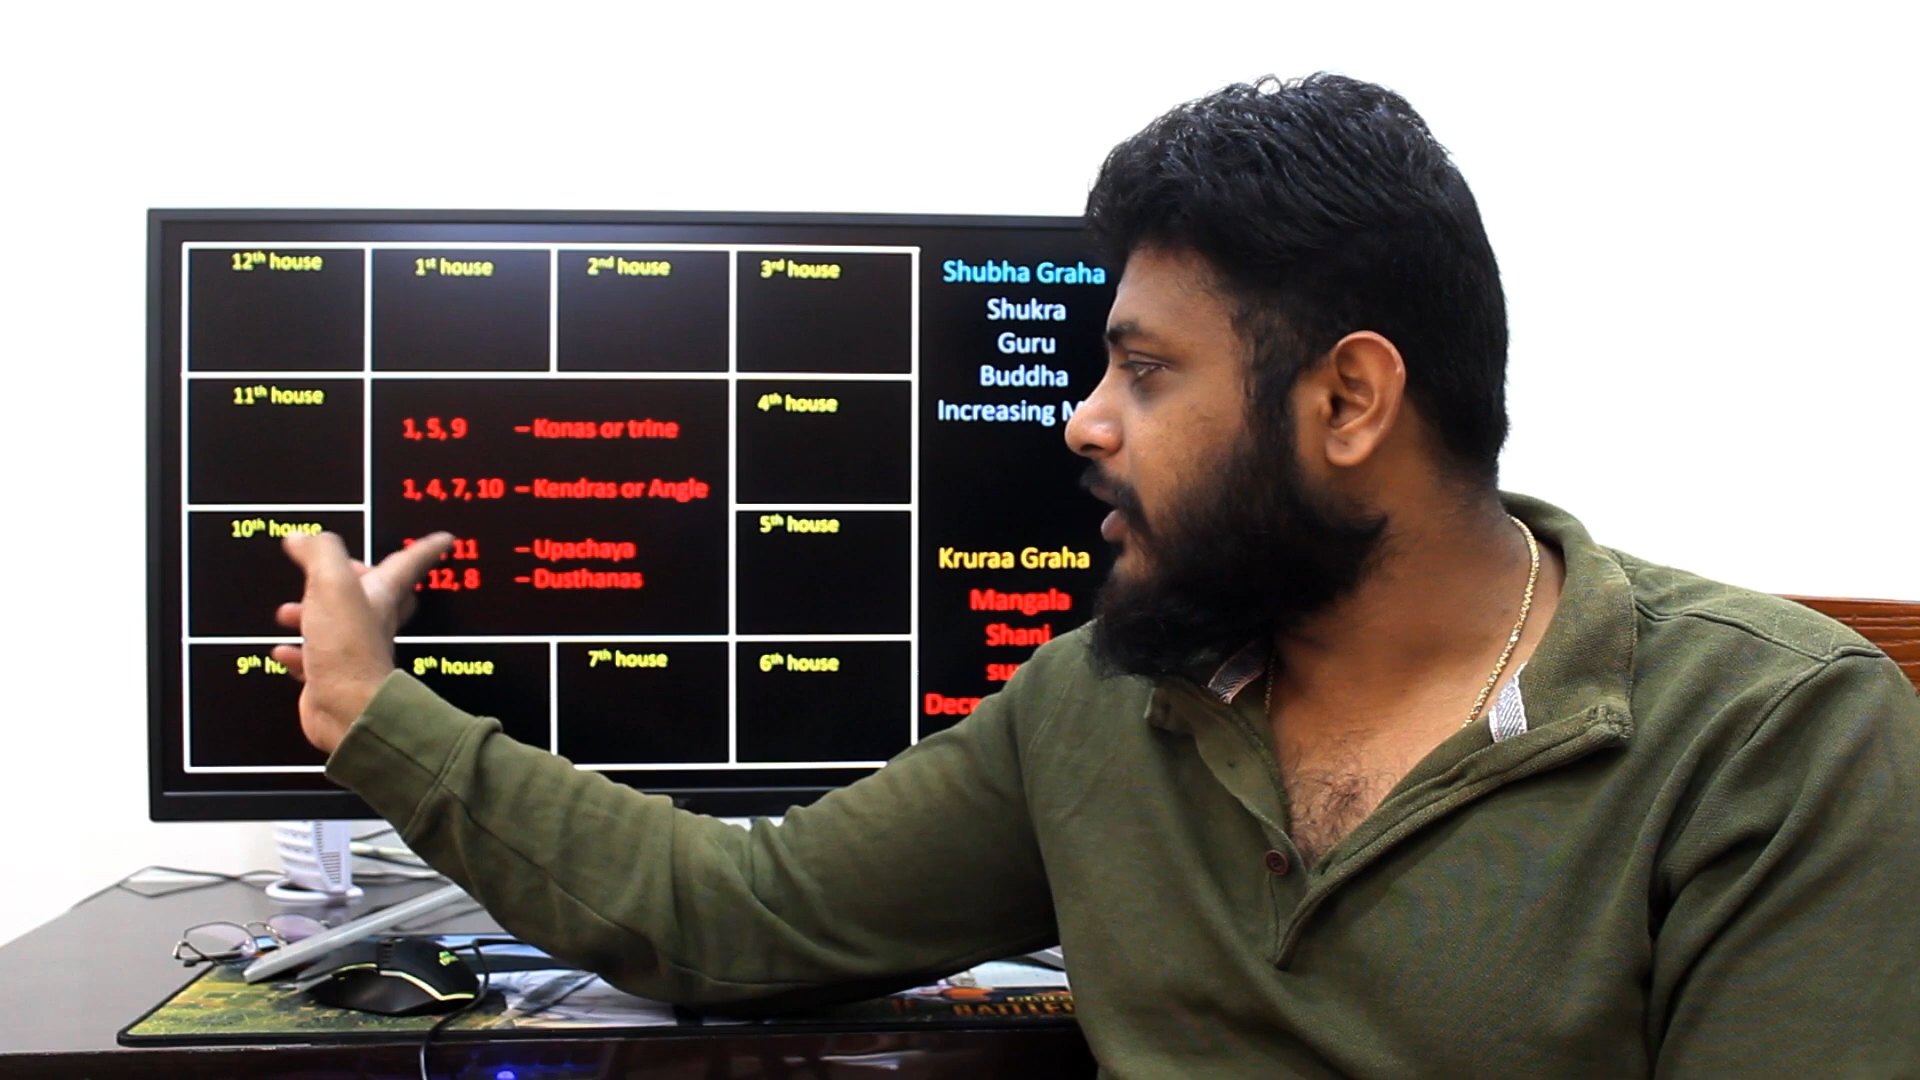 12th house
1st house
2nd house
3rd house
11th house
4th house
10th house
5th house
9th
8th house
7th house
6th house
1, 5, 9 – Konas or trine
1, 4, 7, 10 – Kendras or Angle
11 – Upachaya
12, 8 – Dusthanas
Shubha Graha
Shukra
Guru
Buddha
Increasing
Kruraa Graha
Mangala
Shani